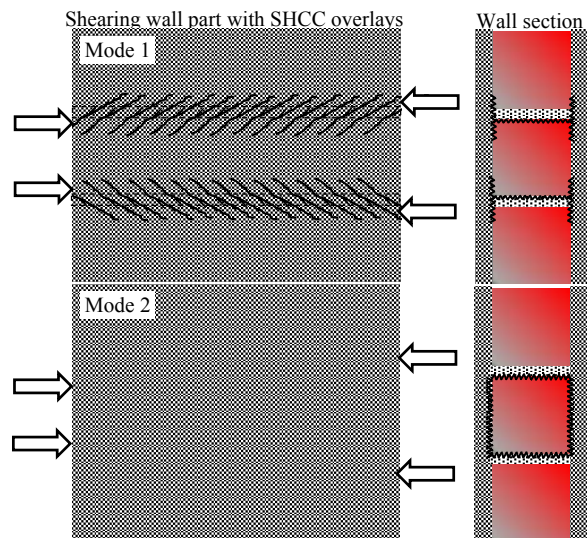 Shearing wall part with SHCC overlays
Wall section
Mode 1
Mode 2